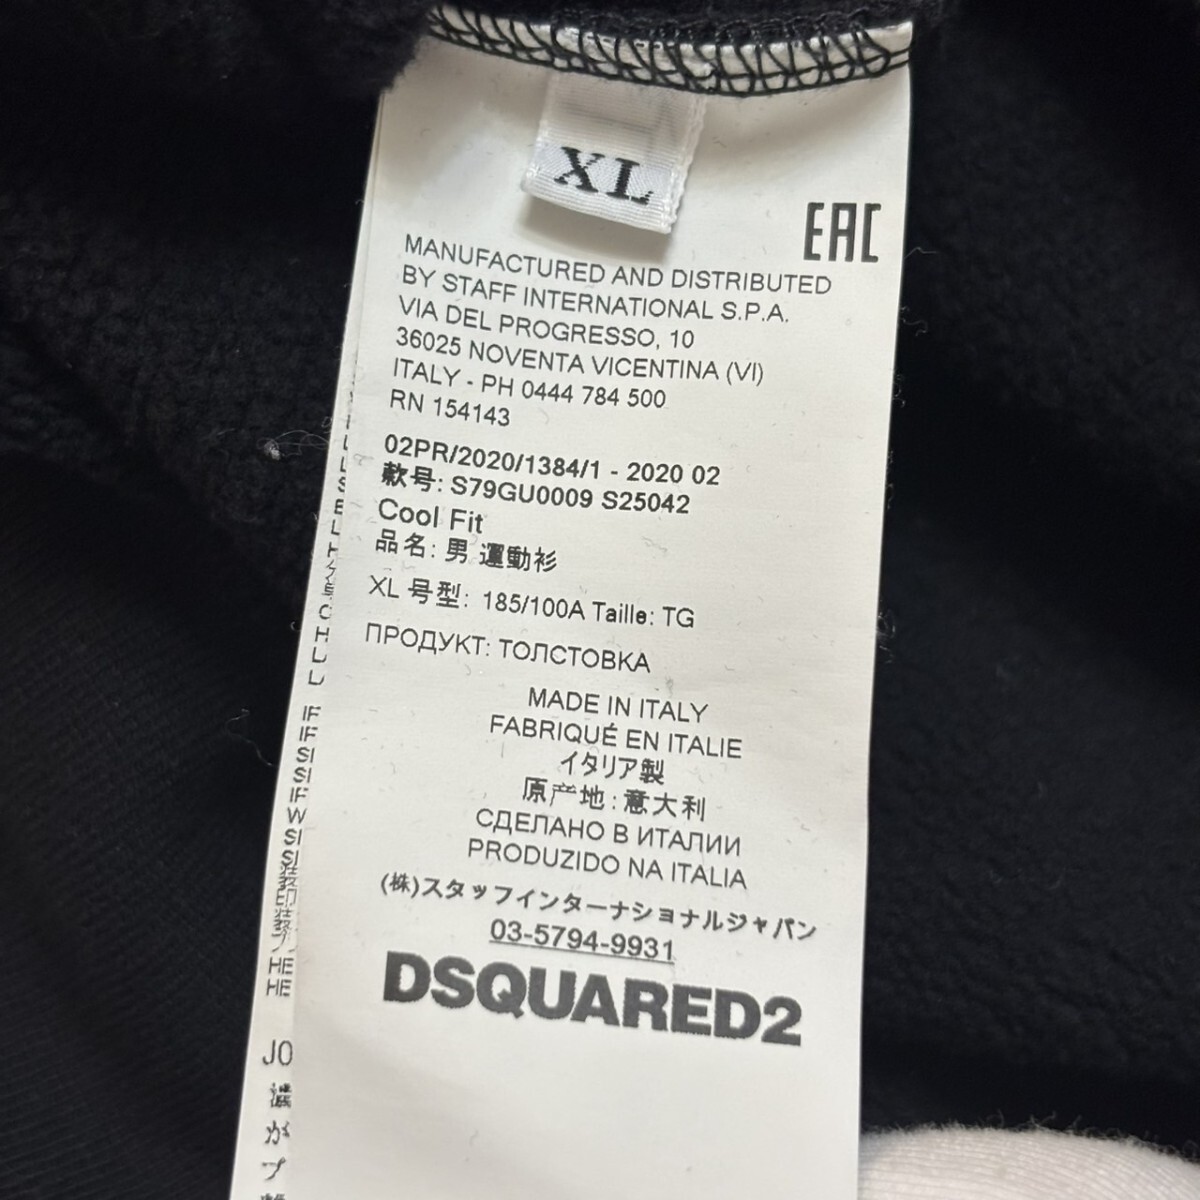 XL
EAC
MANUFACTURED AND DISTRIBUTED
BY STAFF INTERNATIONAL S.P.A.
VIA DEL PROGRESSO, 10
36025 NOVENTA VICENTINA (VI)
ITALY - PH 0444 784 500
RN 154143
02PR/2020/1384/1 - 2020 02
款号: S79GU0009 S25042
Cool Fit
品名: 男 運動衫
XL 号型: 185/100A Taille: TG
ПРОДУКТ: ТОЛСТОВКА
MADE IN ITALY
FABRIQUÉ EN ITALIE
イタリア製
原产地: 意大利
СДЕЛАНО В ИТАЛИИ
PRODUZIDO NA ITALIA
(株)スタッフインターナショナルジャパン
03-5794-9931
DSQUARED2